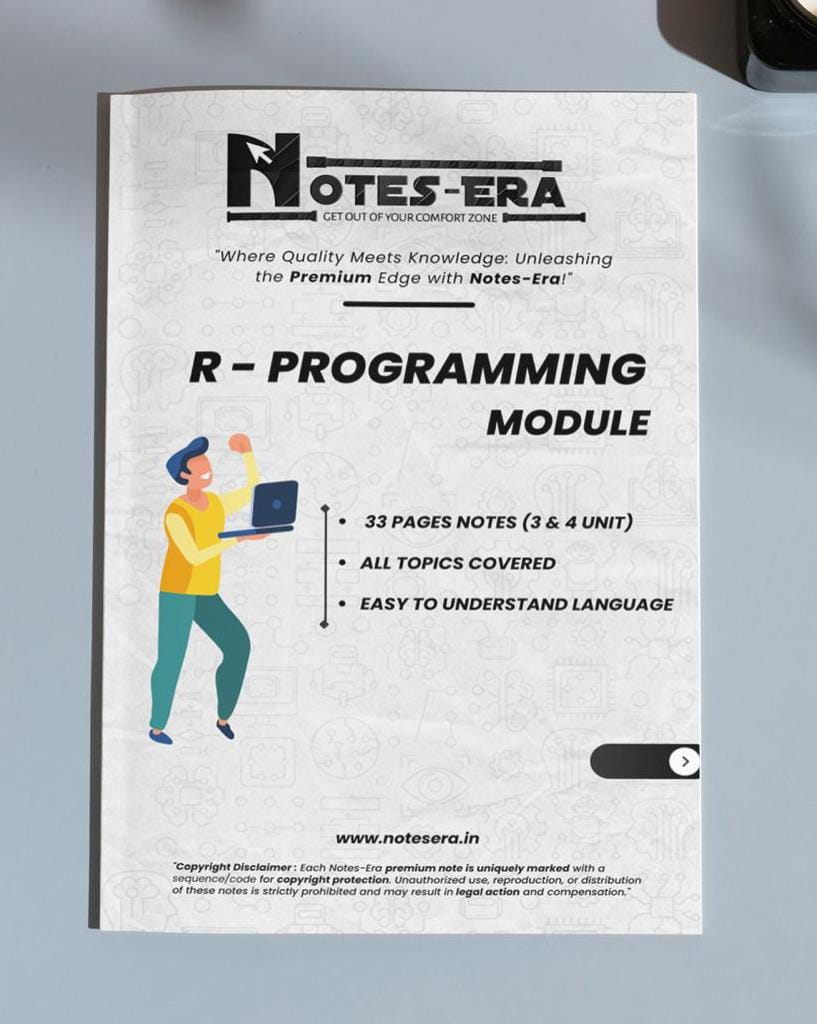 NOTES-ERA
GET OUT OF YOUR COMFORT ZONE
"Where Quality Meets Knowledge: Unleashing
the Premium Edge with Notes-Era!"
R – PROGRAMMING
MODULE
• 33 PAGES NOTES (3 & 4 UNIT)
• ALL TOPICS COVERED
• EASY TO UNDERSTAND LANGUAGE
www.notesera.in
"Copyright Disclaimer : Each Notes-Era premium note is uniquely marked with a
sequence/code for copyright protection. Unauthorized use, reproduction, or distribution
of these notes is strictly prohibited and may result in legal action and compensation."